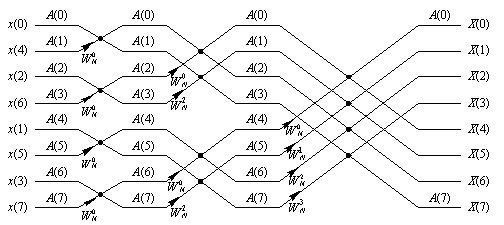 x(0) A(0) A(0) A(0) A(0) X(0)
x(4) A(1) A(1) A(1) X(1)
W_N^0 W_N^0
x(2) A(2) A(2) A(2) X(2)
x(6) A(3) A(3) A(3) X(3)
W_N^0 W_N^2
x(1) A(4) A(4) A(4) X(4)
W_N^0
x(5) A(5) A(5) A(5) X(5)
W_N^0 W_N^1
x(3) A(6) A(6) A(6) X(6)
W_N^0 W_N^2
x(7) A(7) A(7) A(7) A(7) X(7)
W_N^0 W_N^2 W_N^3